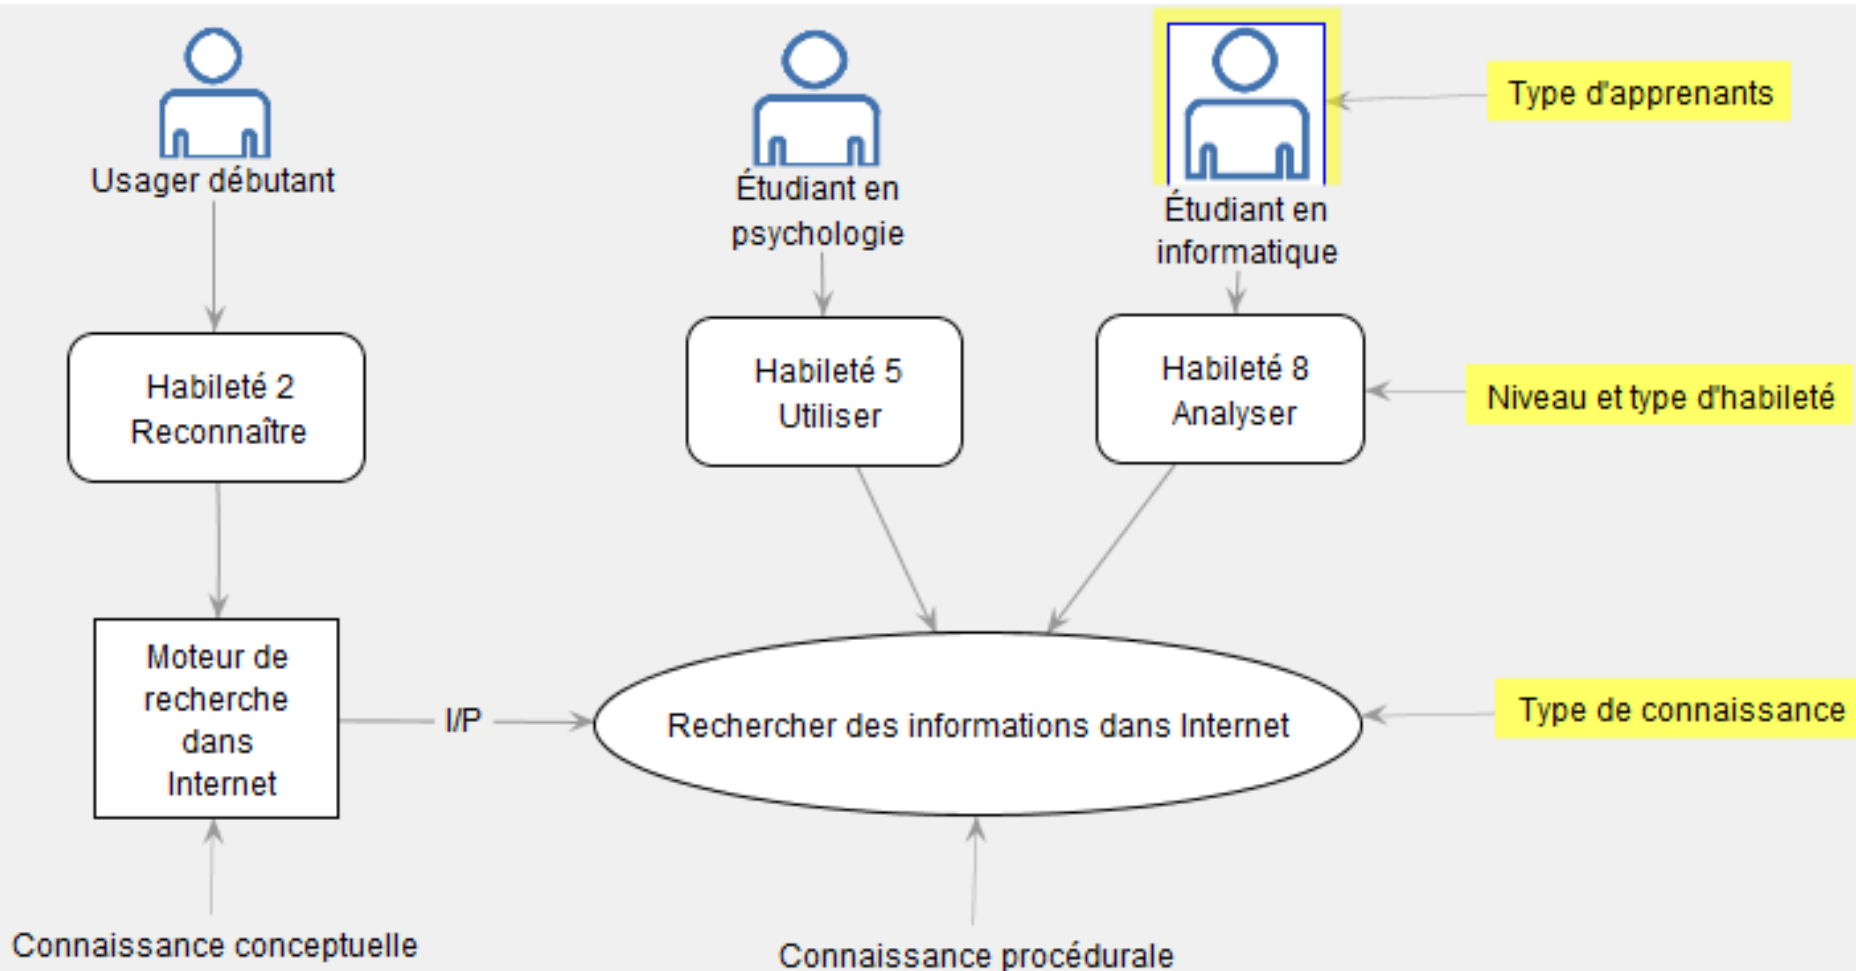 Usager débutant
Étudiant en
psychologie
Étudiant en
informatique
Type d'apprenants
Habileté 2
Reconnaître
Habileté 5
Utiliser
Habileté 8
Analyser
Niveau et type d'habileté
Moteur de
recherche
dans
Internet
I/P
Rechercher des informations dans Internet
Type de connaissance
Connaissance conceptuelle
Connaissance procédurale